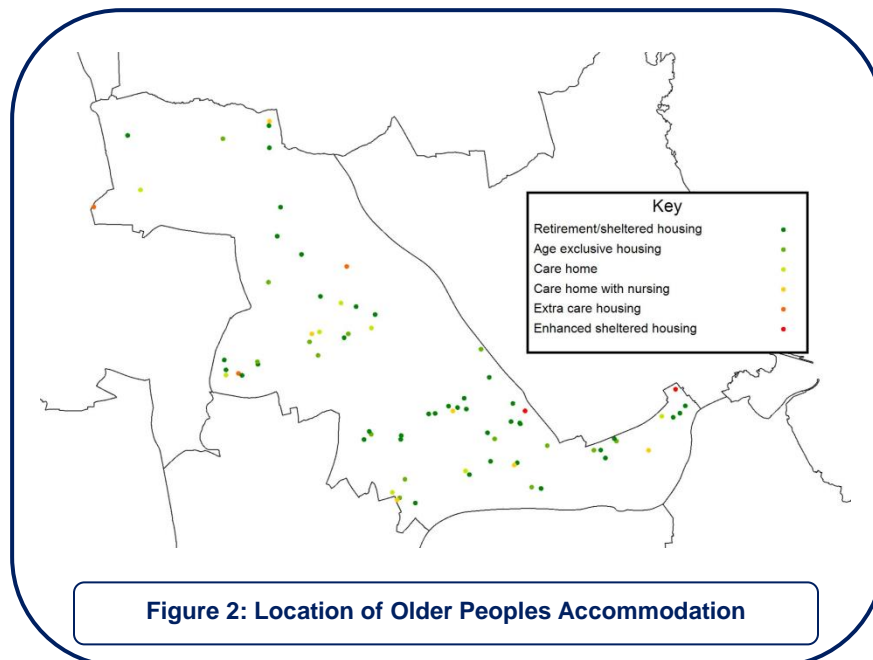 Key
Retirement/sheltered housing
Age exclusive housing
Care home
Care home with nursing
Extra care housing
Enhanced sheltered housing
Figure 2: Location of Older Peoples Accommodation